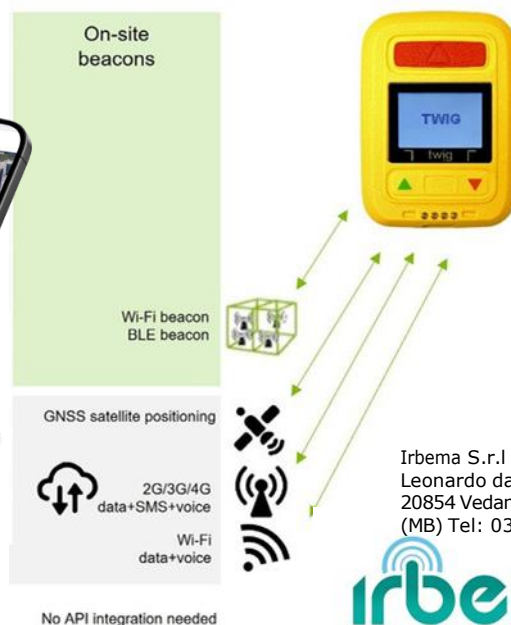 On-site
beacons
TWIG
twig
Wi-Fi beacon
BLE beacon
GNSS satellite positioning
2G/3G/4G
data+SMS+voice
Wi-Fi
data+voice
No API integration needed
Irbema S.r.l
Leonardo da
20854 Vedan
(MB) Tel: 03
irbe